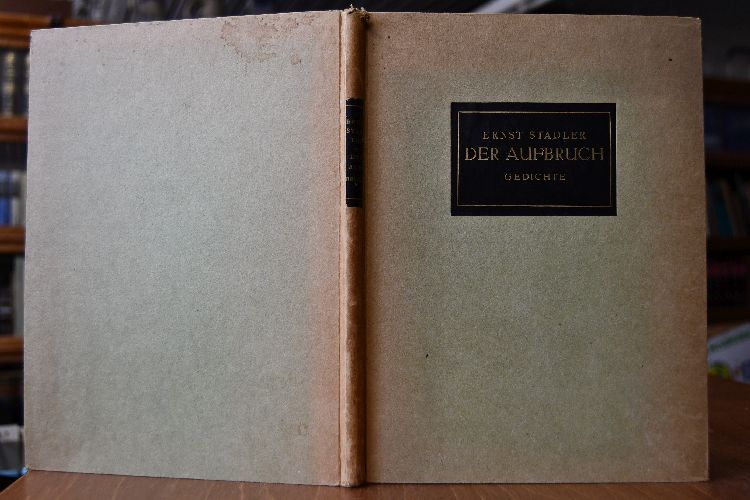 ERNST STADLER
DER AUFBRUCH
GEDICHTE